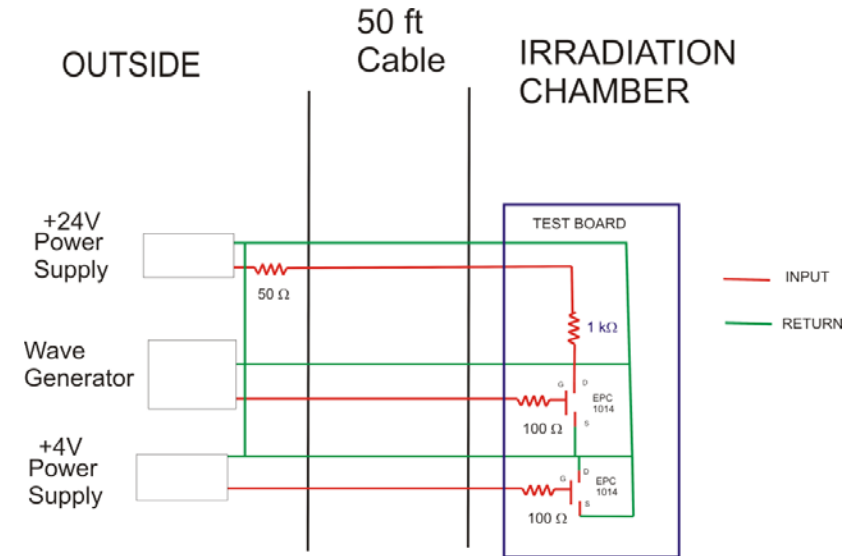 OUTSIDE
50 ft
Cable
IRRADIATION
CHAMBER
+24V
Power
Supply
50 Ω
TEST BOARD
1 kΩ
INPUT
RETURN
Wave
Generator
G
D
EPC
1014
S
100 Ω
+4V
Power
Supply
G
D
EPC
1014
S
100 Ω